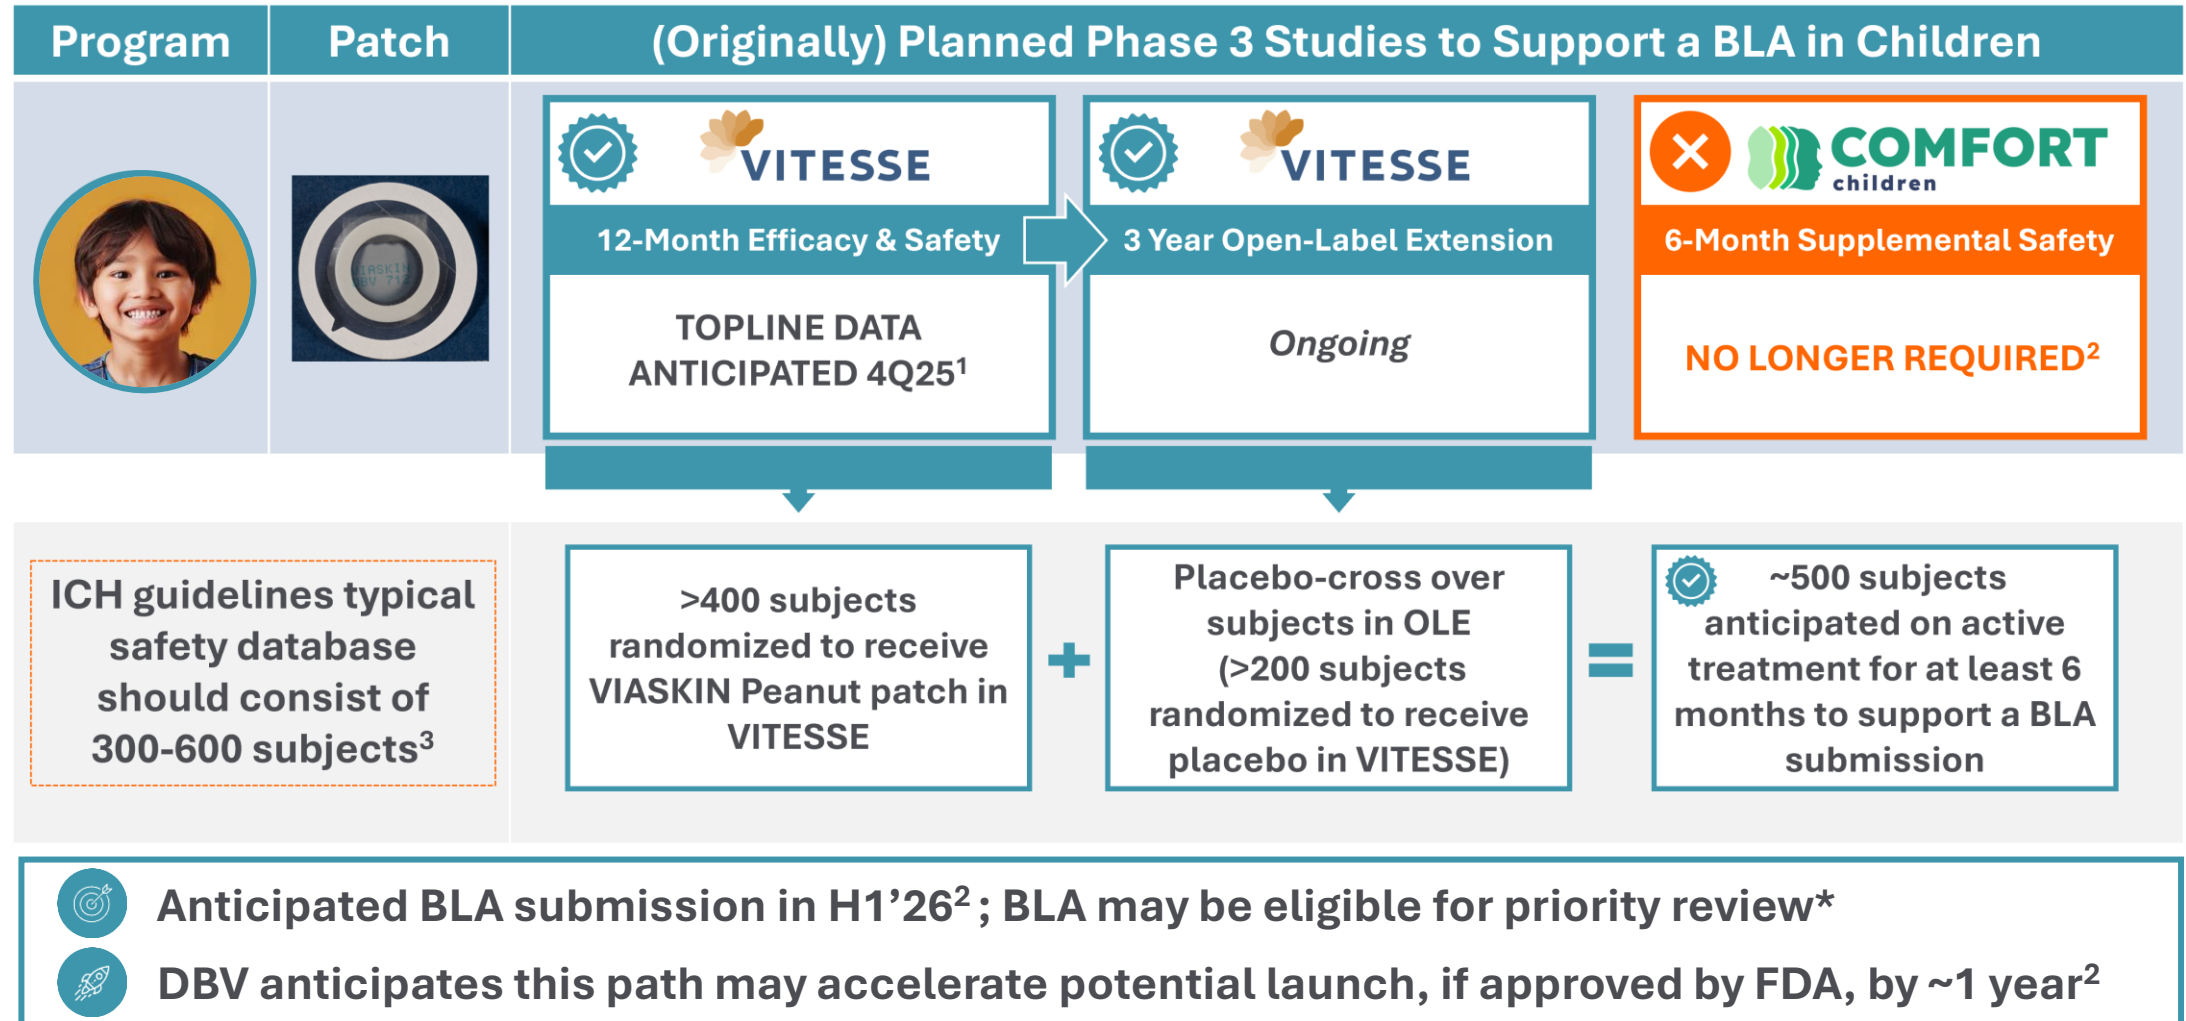 Program
Patch
(Originally) Planned Phase 3 Studies to Support a BLA in Children
VIASKIN
DBV 712
VITESSE
12-Month Efficacy & Safety
TOPLINE DATA
ANTICIPATED 4Q25¹
VITESSE
3 Year Open-Label Extension
Ongoing
COMFORT
children
6-Month Supplemental Safety
NO LONGER REQUIRED²
ICH guidelines typical
safety database
should consist of
300-600 subjects³
>400 subjects
randomized to receive
VIASKIN Peanut patch in
VITESSE
+
Placebo-cross over
subjects in OLE
(>200 subjects
randomized to receive
placebo in VITESSE)
=
~500 subjects
anticipated on active
treatment for at least 6
months to support a BLA
submission
Anticipated BLA submission in H1’26² ; BLA may be eligible for priority review*
DBV anticipates this path may accelerate potential launch, if approved by FDA, by ~1 year²